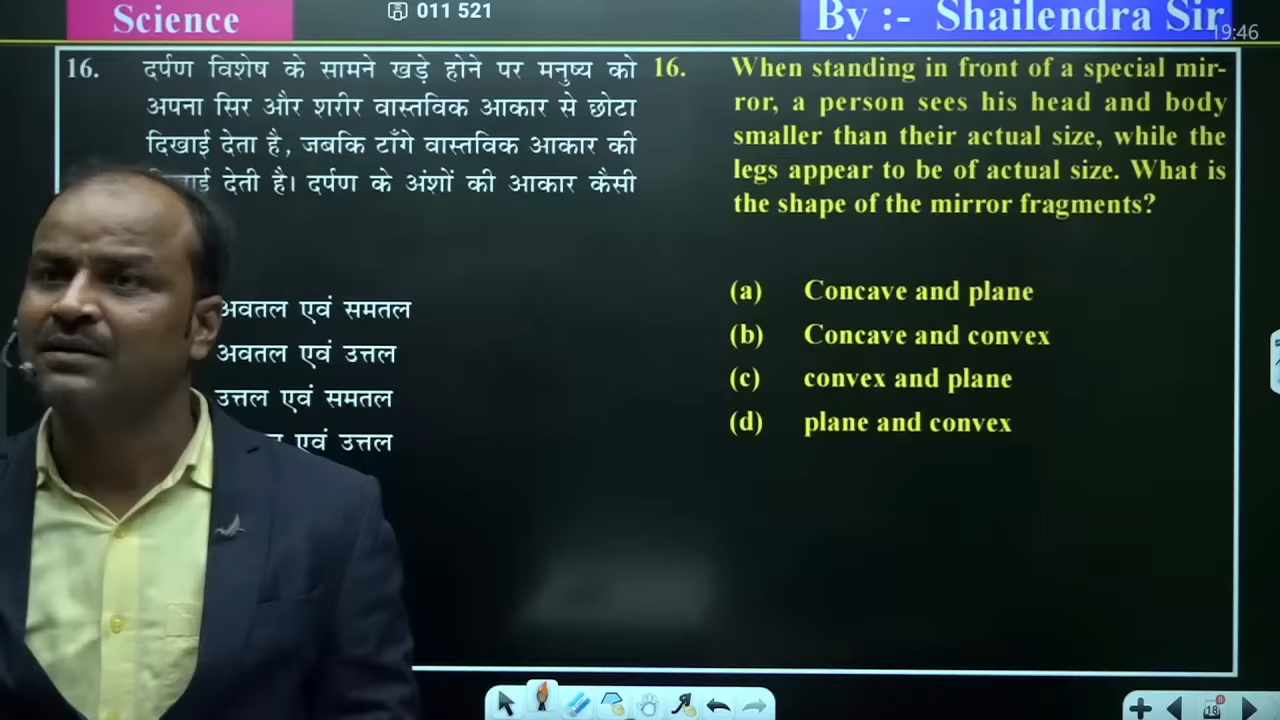 Science
011 521
By :- Shailendra Sir
19:46
16. दर्पण विशेष के सामने खड़े होने पर मनुष्य को
अपना सिर और शरीर वास्तविक आकार से छोटा
दिखाई देता है, जबकि टाँगे वास्तविक आकार की
देती है। दर्पण के अंशों की आकार कैसी
अवतल एवं समतल
अवतल एवं उत्तल
उत्तल एवं समतल
एवं उत्तल
16. When standing in front of a special mir-
ror, a person sees his head and body
smaller than their actual size, while the
legs appear to be of actual size. What is
the shape of the mirror fragments?
(a) Concave and plane
(b) Concave and convex
(c) convex and plane
(d) plane and convex
18